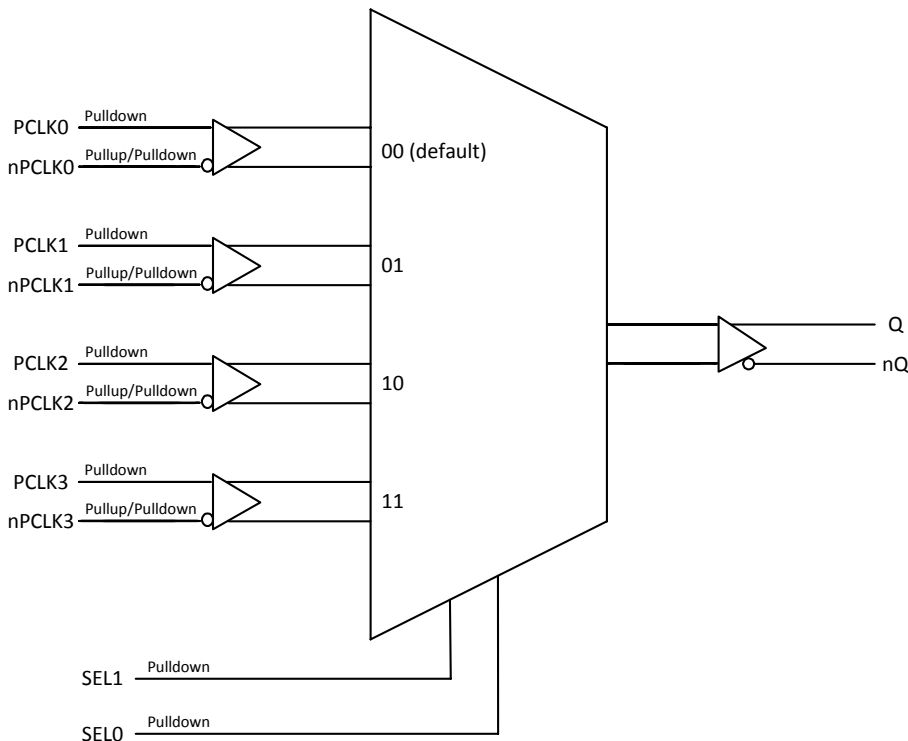 PCLK0 Pulldown
nPCLK0 Pullup/Pulldown
00 (default)
PCLK1 Pulldown
nPCLK1 Pullup/Pulldown
01
Q
nQ
PCLK2 Pulldown
nPCLK2 Pullup/Pulldown
10
PCLK3 Pulldown
nPCLK3 Pullup/Pulldown
11
SEL1 Pulldown
SEL0 Pulldown